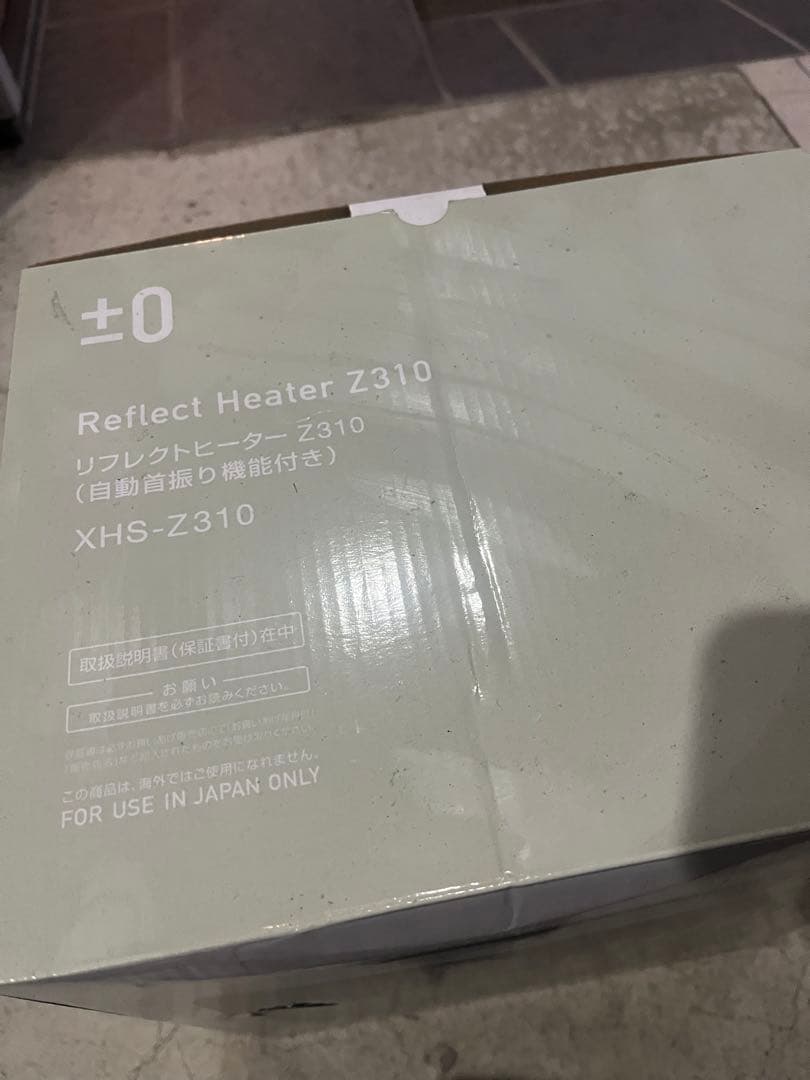 ±0
Reflect Heater Z310
リフレクトヒーター Z310
(自動首振り機能付き)
XHS-Z310
取扱説明書(保証書付)在中
お願い
取扱説明書を必ずお読みください。
この商品は、海外ではご使用になれません。
FOR USE IN JAPAN ONLY